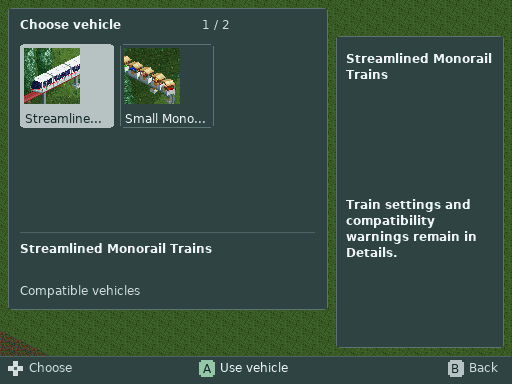 Choose vehicle
1 / 2
Streamline...
Small Mono...
Streamlined Monorail Trains
Compatible vehicles
Streamlined Monorail
Trains
Train settings and
compatibility
warnings remain in
Details.
Choose
A Use vehicle
B Back